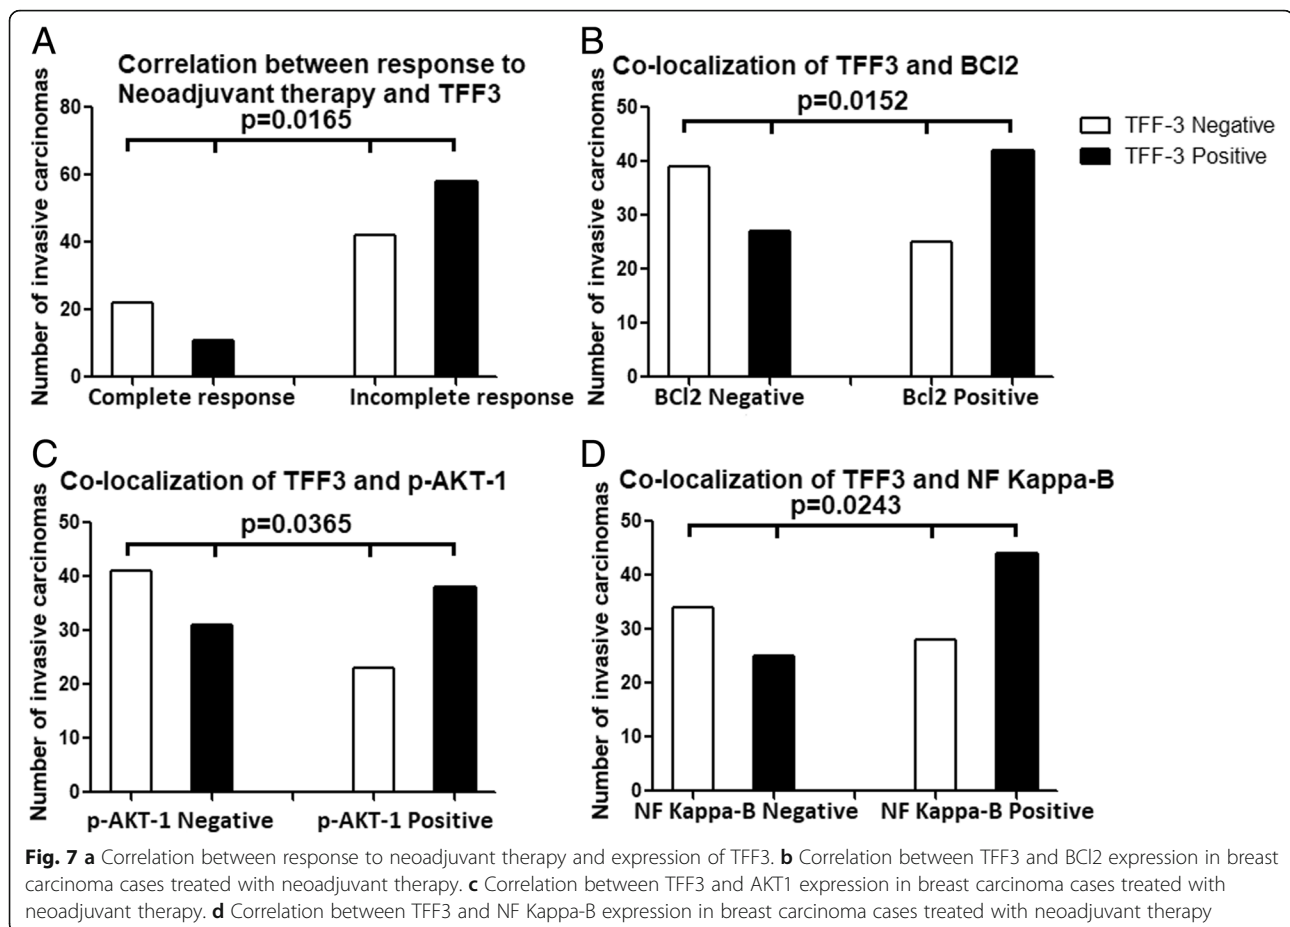 A
Correlation between response to
Neoadjuvant therapy and TFF3
p=0.0165
Number of invasive carcinomas
80
60
40
20
0
Complete response
Incomplete response
B
Co-localization of TFF3 and BCl2
p=0.0152
Number of invasive carcinomas
50
40
30
20
10
0
BCl2 Negative
Bcl2 Positive
TFF-3 Negative
TFF-3 Positive
C
Co-localization of TFF3 and p-AKT-1
p=0.0365
Number of invasive carcinomas
50
40
30
20
10
0
p-AKT-1 Negative
p-AKT-1 Positive
D
Co-localization of TFF3 and NF Kappa-B
p=0.0243
Number of invasive carcinomas
50
40
30
20
10
0
NF Kappa-B Negative
NF Kappa-B Positive
Fig. 7 a Correlation between response to neoadjuvant therapy and expression of TFF3. b Correlation between TFF3 and BCl2 expression in breast
carcinoma cases treated with neoadjuvant therapy. c Correlation between TFF3 and AKT1 expression in breast carcinoma cases treated with
neoadjuvant therapy. d Correlation between TFF3 and NF Kappa-B expression in breast carcinoma cases treated with neoadjuvant therapy